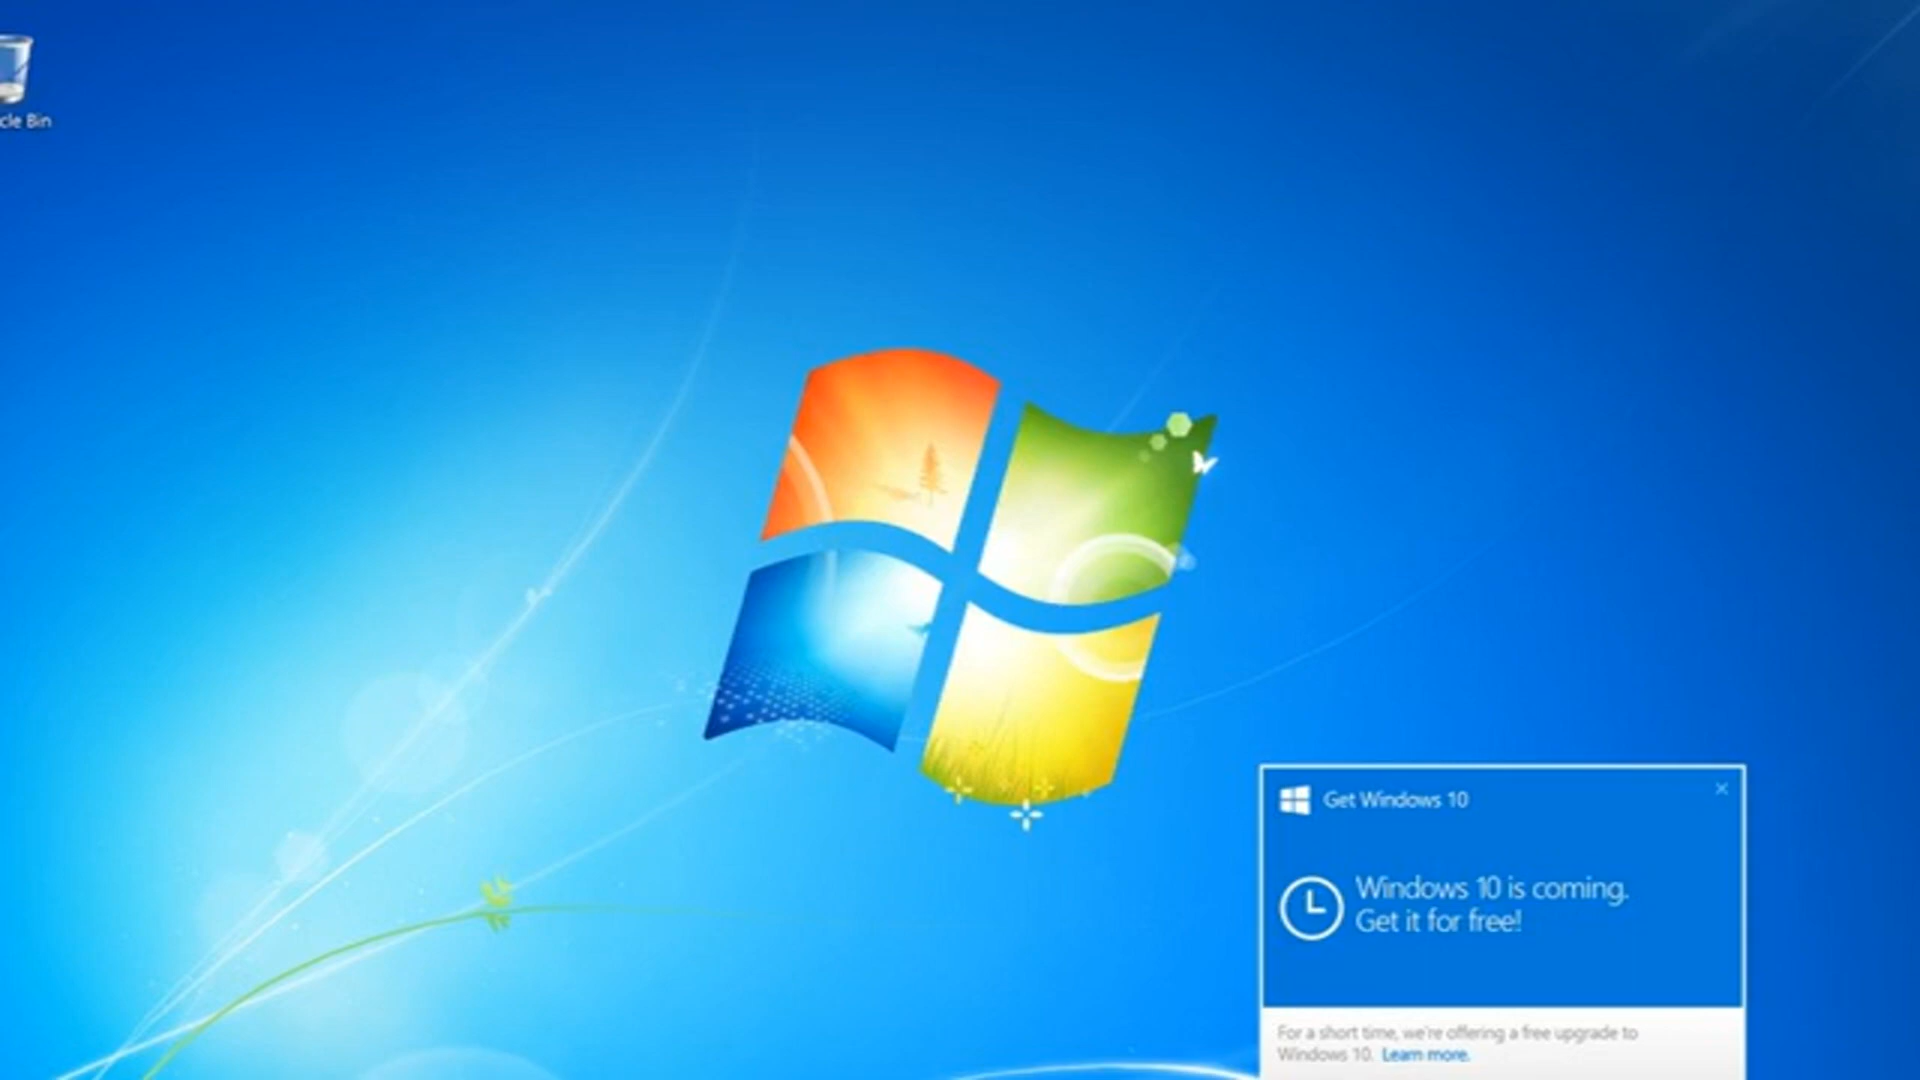 cle Bin
Get Windows 10
Windows 10 is coming.
Get it for free!
For a short time, we're offering a free upgrade to
Windows 10. Learn more.